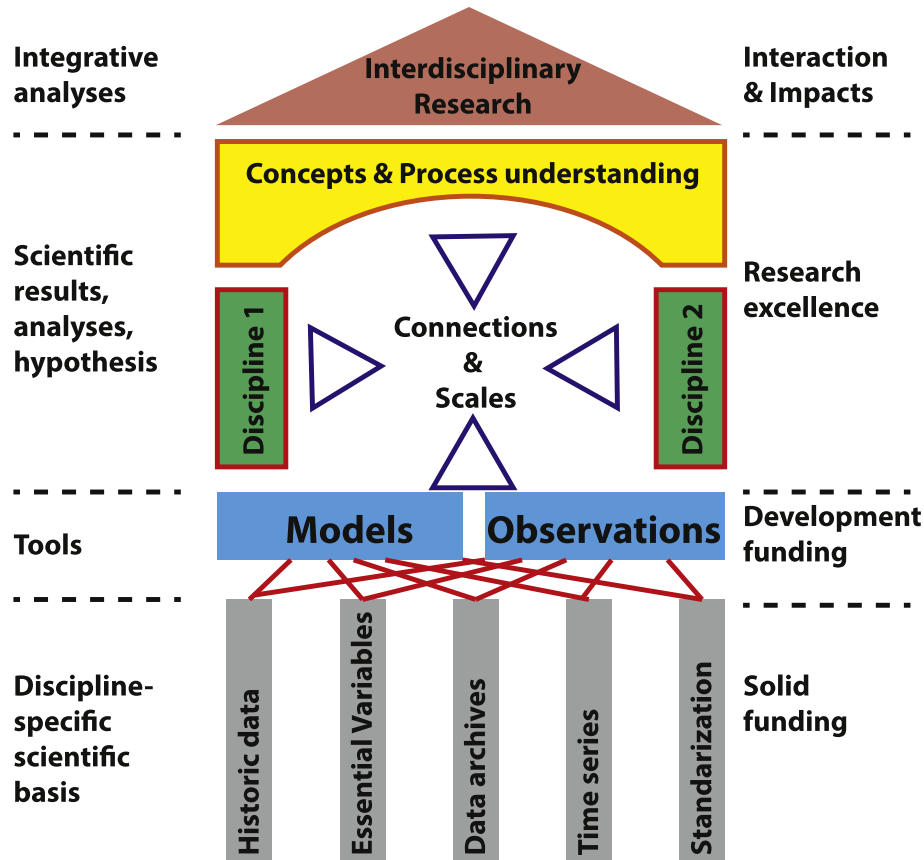 Integrative
analyses
Interdisciplinary
Research
Interaction
& Impacts
Concepts & Process understanding
Scientific
results,
analyses,
hypothesis
Discipline 1
Connections
&
Scales
Discipline 2
Research
excellence
Tools
Models
Observations
Development
funding
Discipline-
specific
scientific
basis
Historic data
Essential Variables
Data archives
Time series
Standarization
Solid
funding